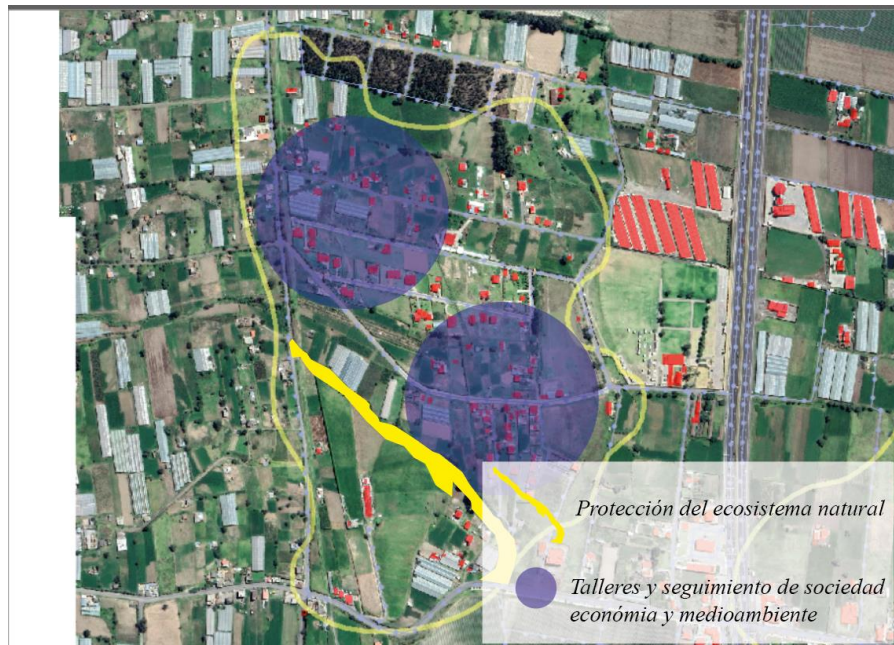 Protección del ecosistema natural
Talleres y seguimiento de sociedad
económia y medioambiente